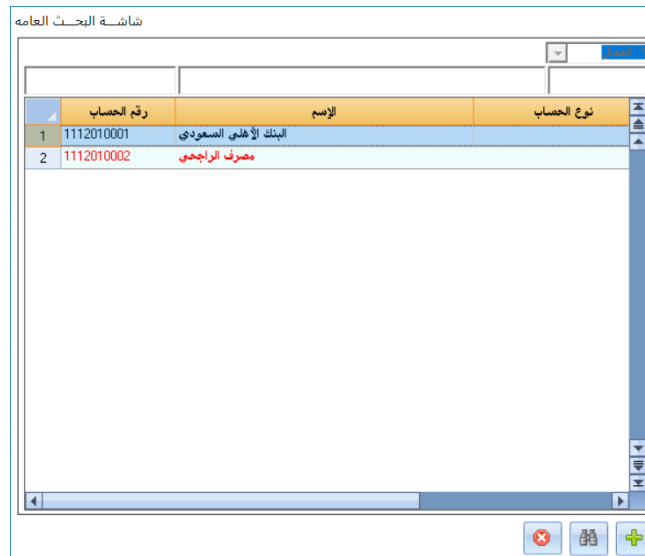 شاشـــة البحـــث العامه
رقم الحساب الإسم نوع الحساب
1 1112010001 البنك الأهلي السعودي
2 1112010002 مصرف الراجحي